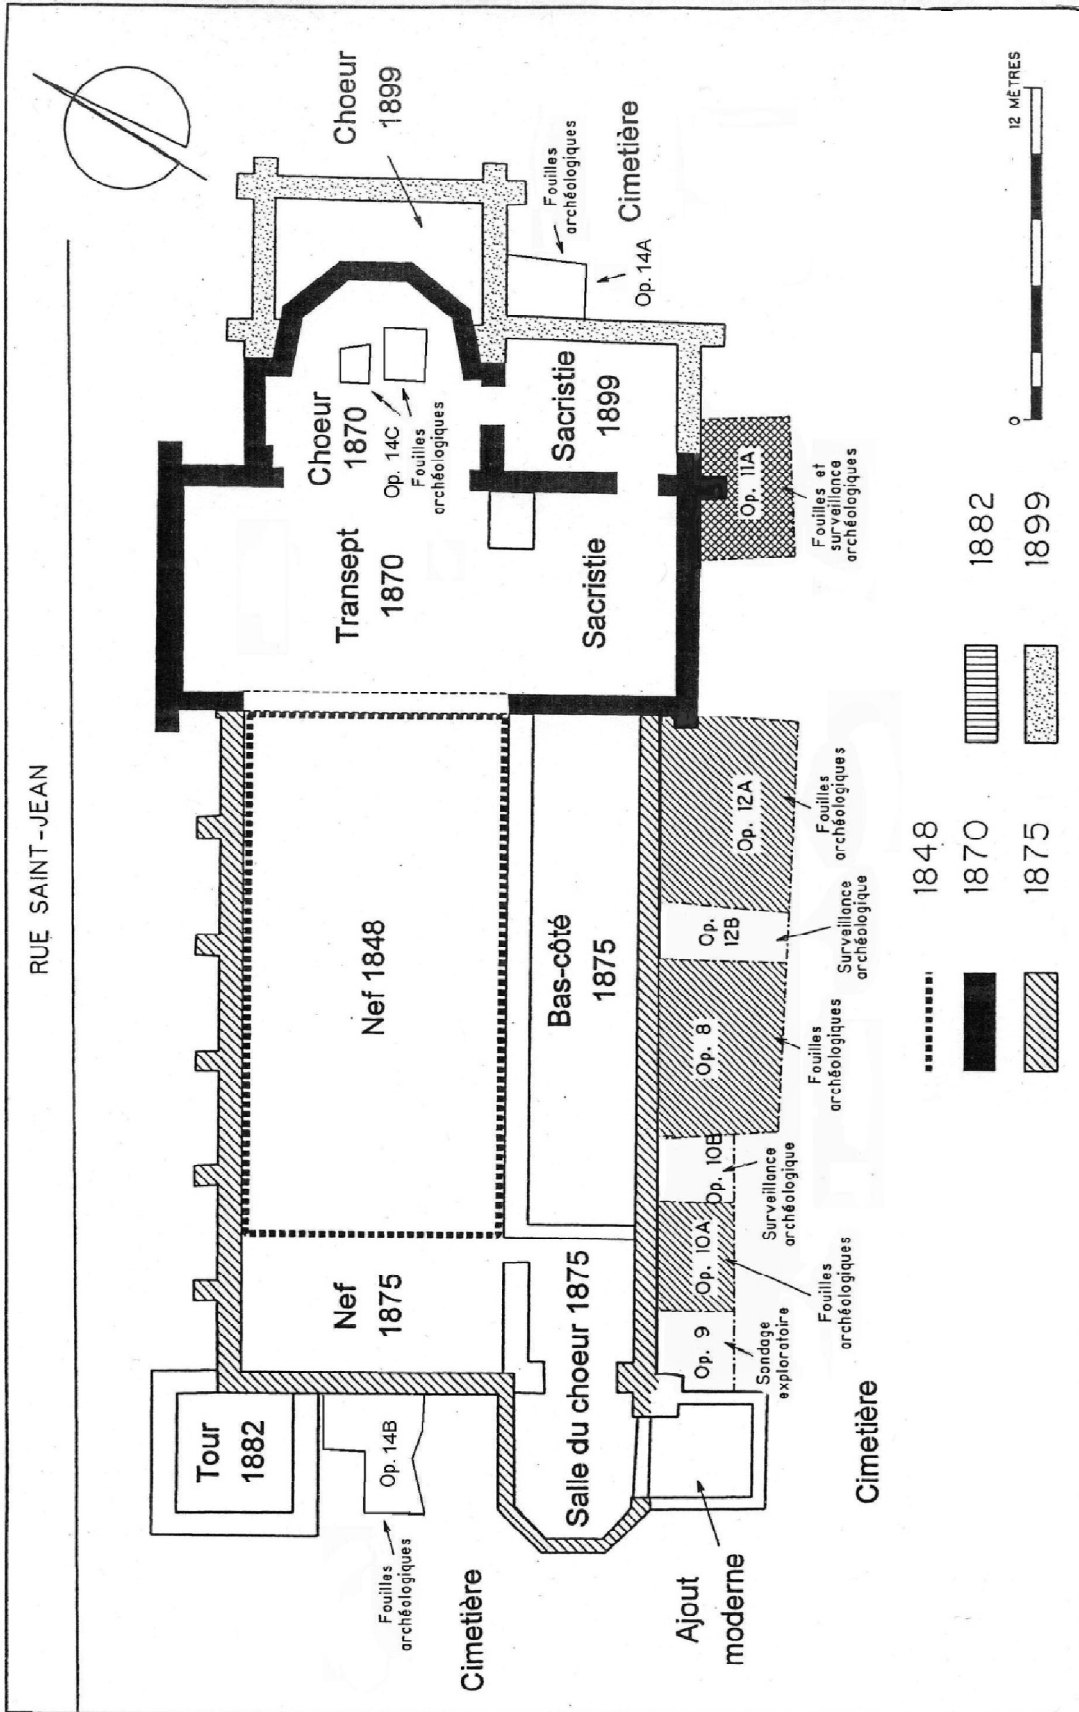 RUE SAINT-JEAN
Choeur
1899
Fouilles
archéologiques
Cimetière
Op. 14A
Choeur
1870
Op. 14C
Fouilles
archéologiques
Sacristie
1899
Transept
1870
Sacristie
Op. 11A
Fouilles et
surveillance
archéologiques
Nef 1848
Bas-côté
1875
Op. 12A
Fouilles
archéologiques
Op.
12B
Surveillance
archéologique
Op. 8
Fouilles
archéologiques
Op. 10B
Surveillance
archéologique
Op. 10A
Fouilles
archéologiques
Op. 9
Sondage
exploratoire
Nef
1875
Salle du choeur 1875
Tour
1882
Op. 14B
Fouilles
archéologiques
Cimetière
Ajout
moderne
Cimetière
1848
1870
1875
1882
1899
0
12 MÈTRES